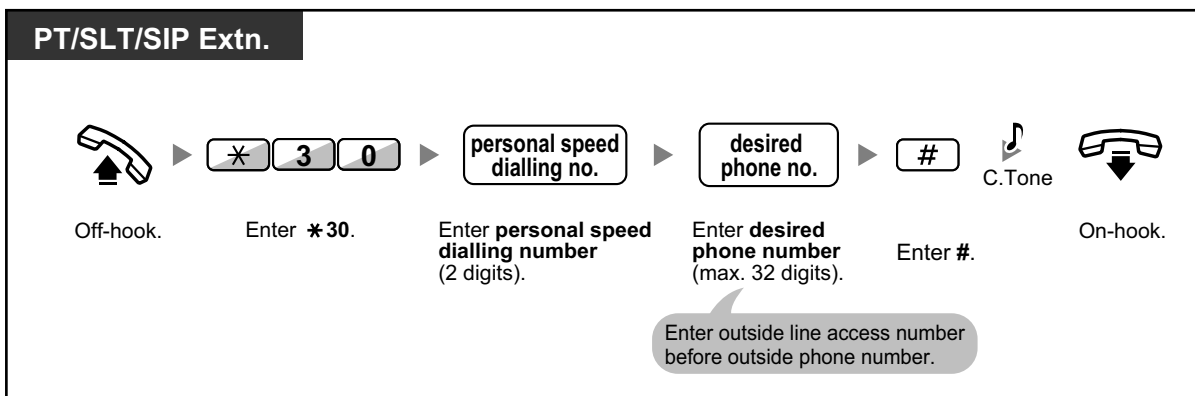 PT/SLT/SIP Extn.
* 3 0
personal speed
dialling no.
desired
phone no.
#
C.Tone
Off-hook.
Enter *30.
Enter personal speed
dialling number
(2 digits).
Enter desired
phone number
(max. 32 digits).
Enter #.
On-hook.
Enter outside line access number
before outside phone number.